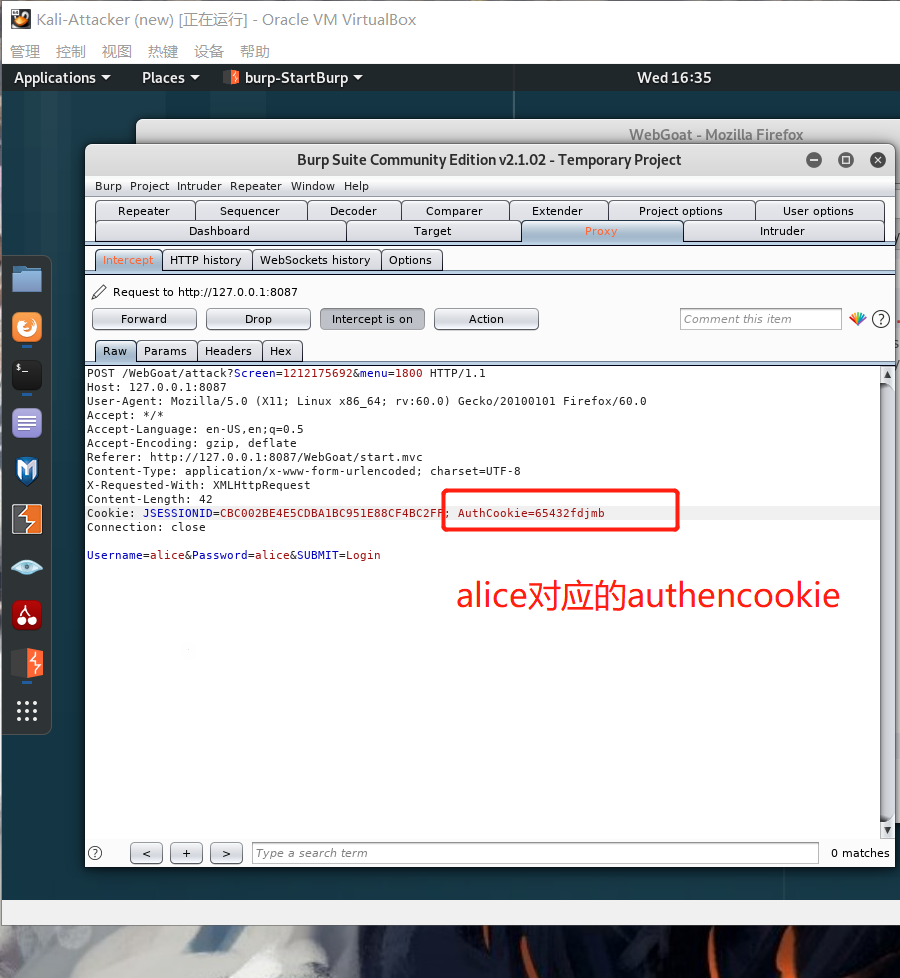 Kali-Attacker (new) [正在运行] - Oracle VM VirtualBox
管理 控制 视图 热键 设备 帮助
Applications Places burp-StartBurp Wed 16:35
WebGoat - Mozilla Firefox
Burp Suite Community Edition v2.1.02 - Temporary Project
Burp Project Intruder Repeater Window Help
Repeater Sequencer Decoder Comparer Extender Project options User options
Dashboard Target Proxy Intruder
Intercept HTTP history WebSockets history Options
Request to http://127.0.0.1:8087
Forward Drop Intercept is on Action Comment this item ?
Raw Params Headers Hex
POST /WebGoat/attack?Screen=1212175692&menu=1800 HTTP/1.1
Host: 127.0.0.1:8087
User-Agent: Mozilla/5.0 (X11; Linux x86_64; rv:60.0) Gecko/20100101 Firefox/60.0
Accept: */*
Accept-Language: en-US,en;q=0.5
Accept-Encoding: gzip, deflate
Referer: http://127.0.0.1:8087/WebGoat/start.mvc
Content-Type: application/x-www-form-urlencoded; charset=UTF-8
X-Requested-With: XMLHttpRequest
Content-Length: 42
Cookie: JSESSIONID=CBC002BE4E5CDBA1BC951E88CF4BC2FF; AuthCookie=65432fdjmb
Connection: close
Username=alice&Password=alice&SUBMIT=Login
alice对应的authencookie
? < + > Type a search term 0 matches